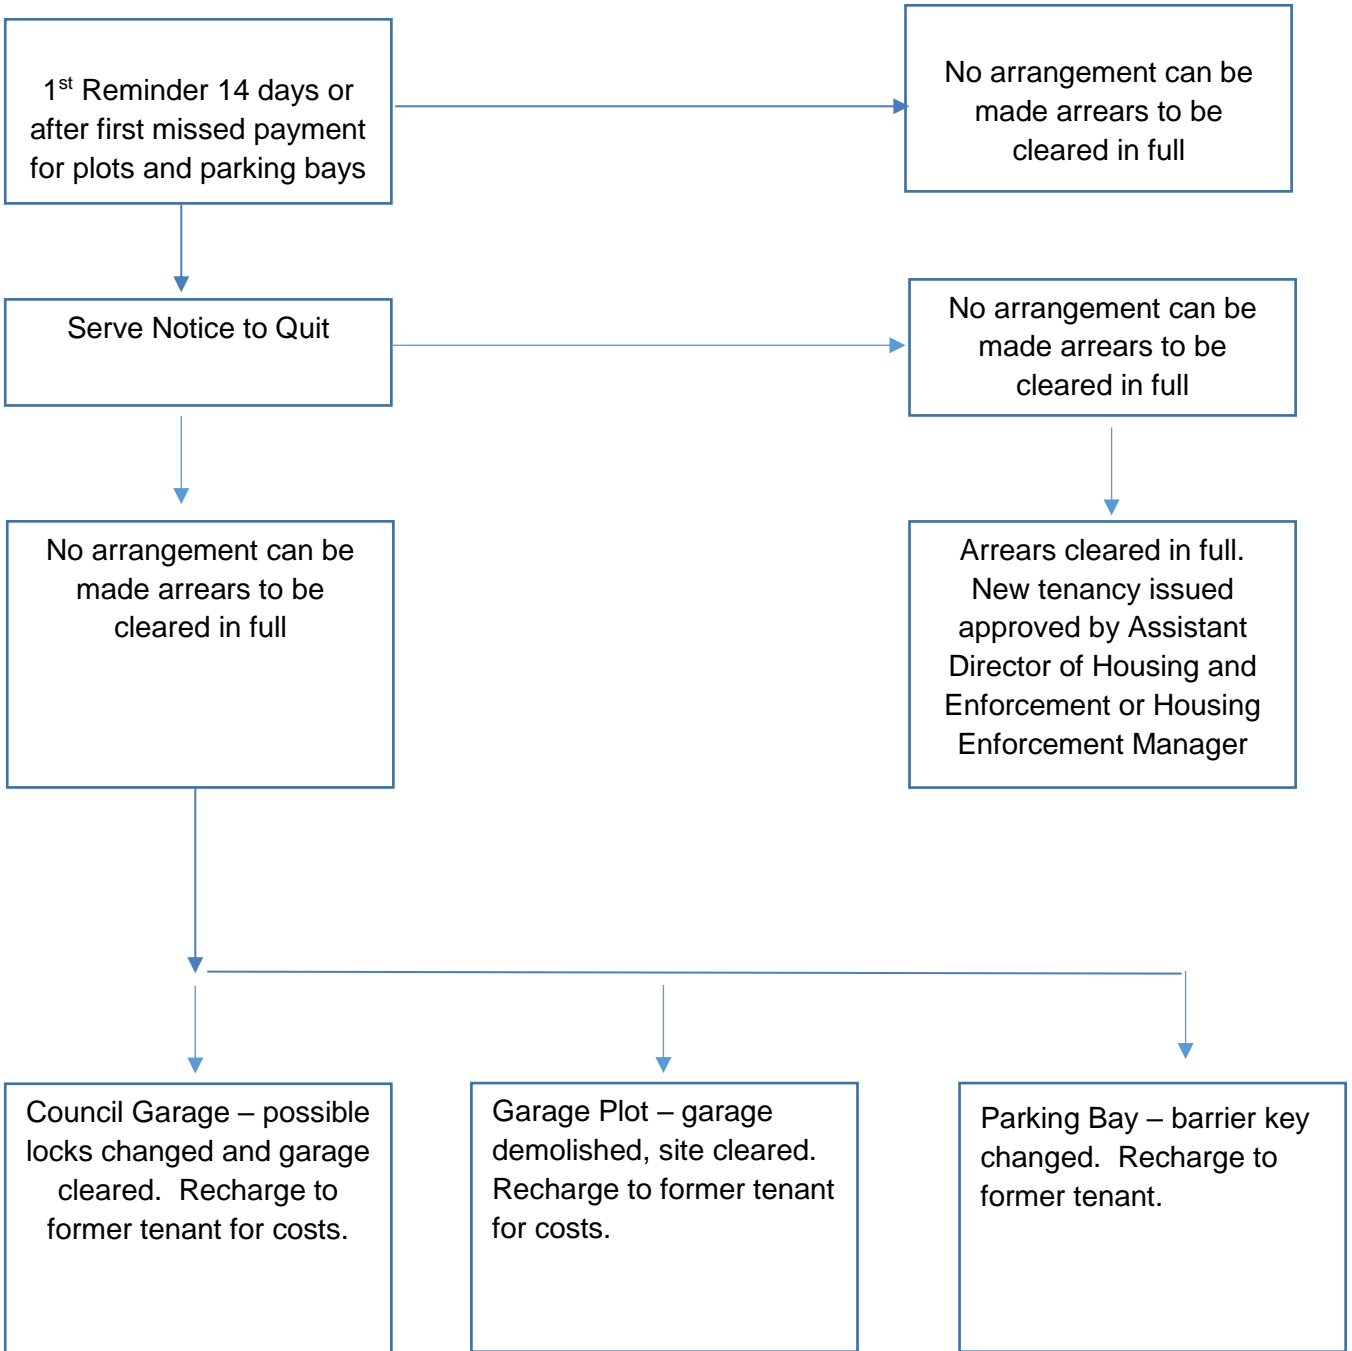 1st Reminder 14 days or
after first missed payment
for plots and parking bays
No arrangement can be
made arrears to be
cleared in full
Serve Notice to Quit
No arrangement can be
made arrears to be
cleared in full
No arrangement can be
made arrears to be
cleared in full
Arrears cleared in full.
New tenancy issued
approved by Assistant
Director of Housing and
Enforcement or Housing
Enforcement Manager
Council Garage – possible
locks changed and garage
cleared.  Recharge to
former tenant for costs.
Garage Plot – garage
demolished, site cleared.
Recharge to former tenant
for costs.
Parking Bay – barrier key
changed.  Recharge to
former tenant.